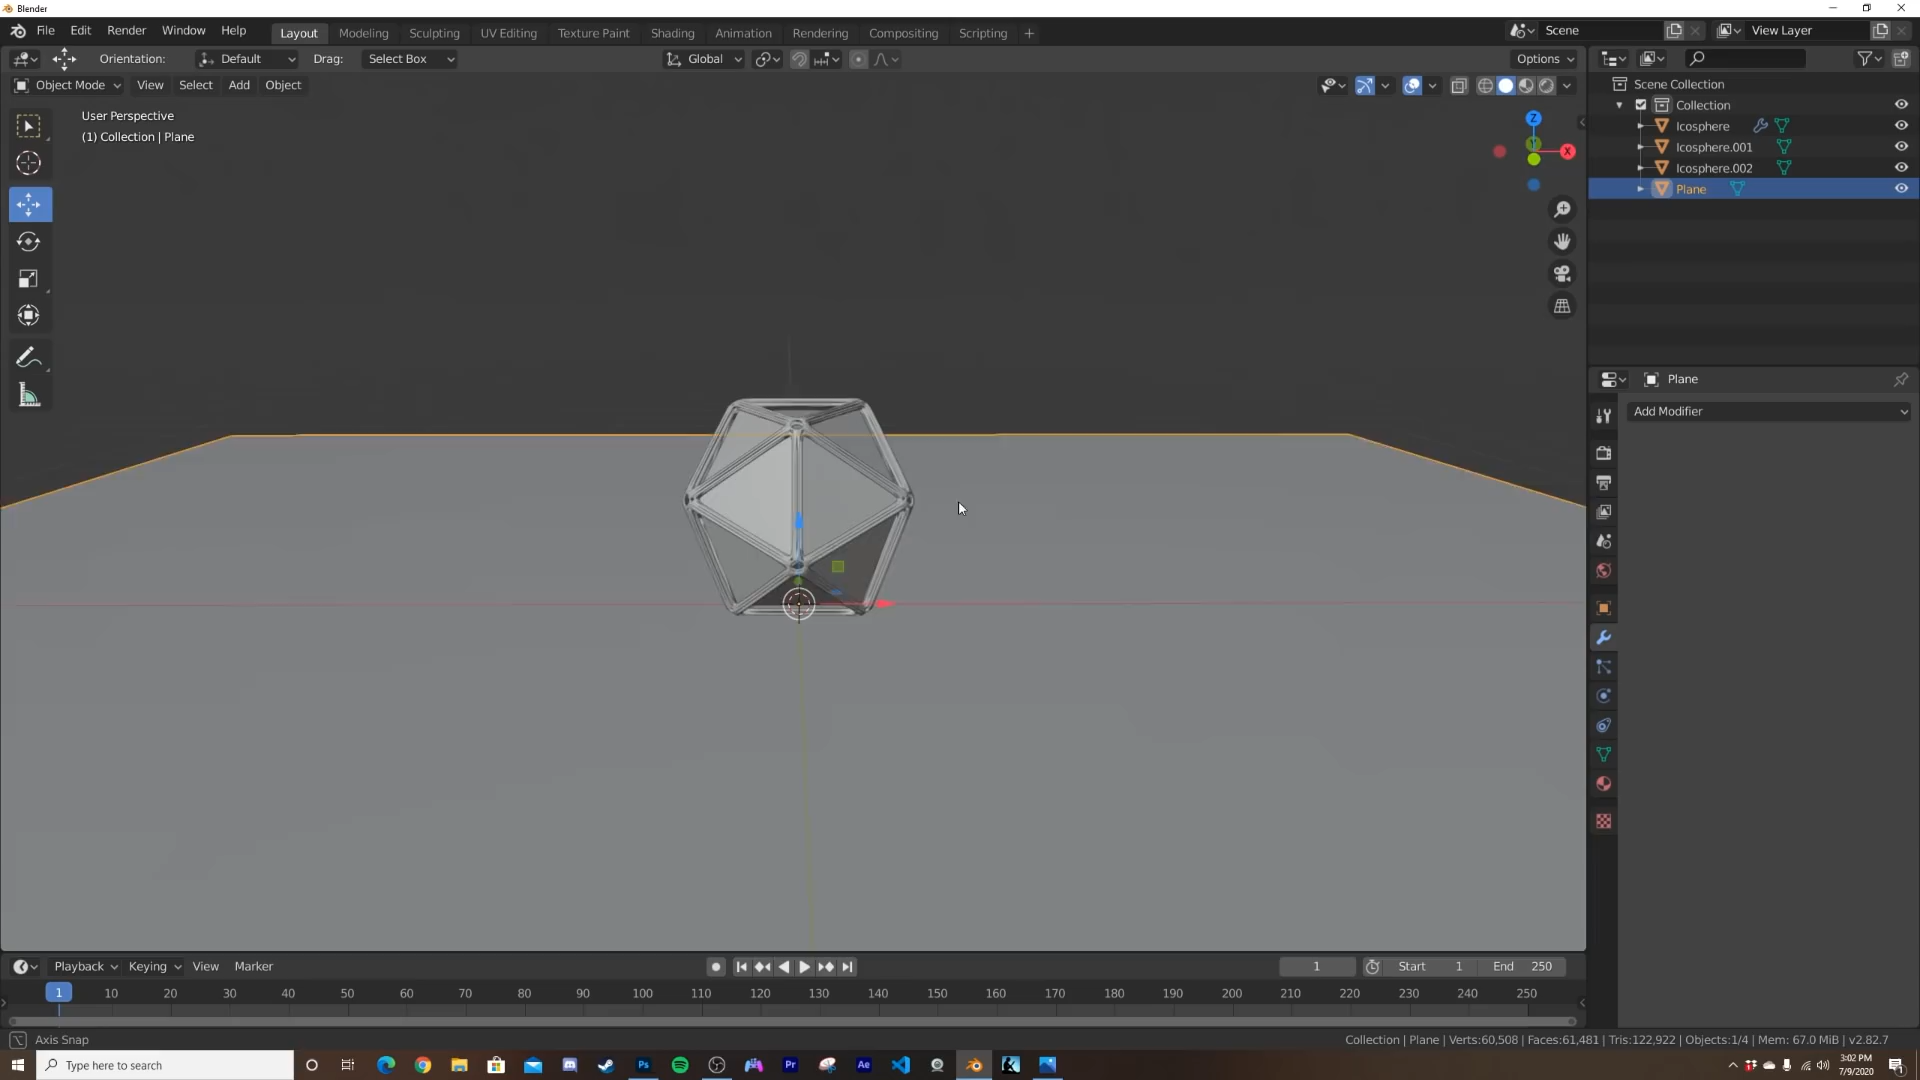 Blender
File Edit Render Window Help Layout Modeling Sculpting UV Editing Texture Paint Shading Animation Rendering Compositing Scripting + Scene View Layer
Orientation: Default Drag: Select Box Global Options
Object Mode View Select Add Object
User Perspective
(1) Collection | Plane
Z
X
Scene Collection
Collection
Icosphere
Icosphere.001
Icosphere.002
Plane
Plane
Add Modifier
Playback Keying View Marker 1 Start 1 End 250
1 10 20 30 40 50 60 70 80 90 100 110 120 130 140 150 160 170 180 190 200 210 220 230 240 250
Axis Snap Collection | Plane | Verts:60,508 | Faces:61,481 | Tris:122,922 | Objects:1/4 | Mem: 67.0 MiB | v2.82.7
Type here to search Ps Pr Ae 3:02 PM
7/9/2020